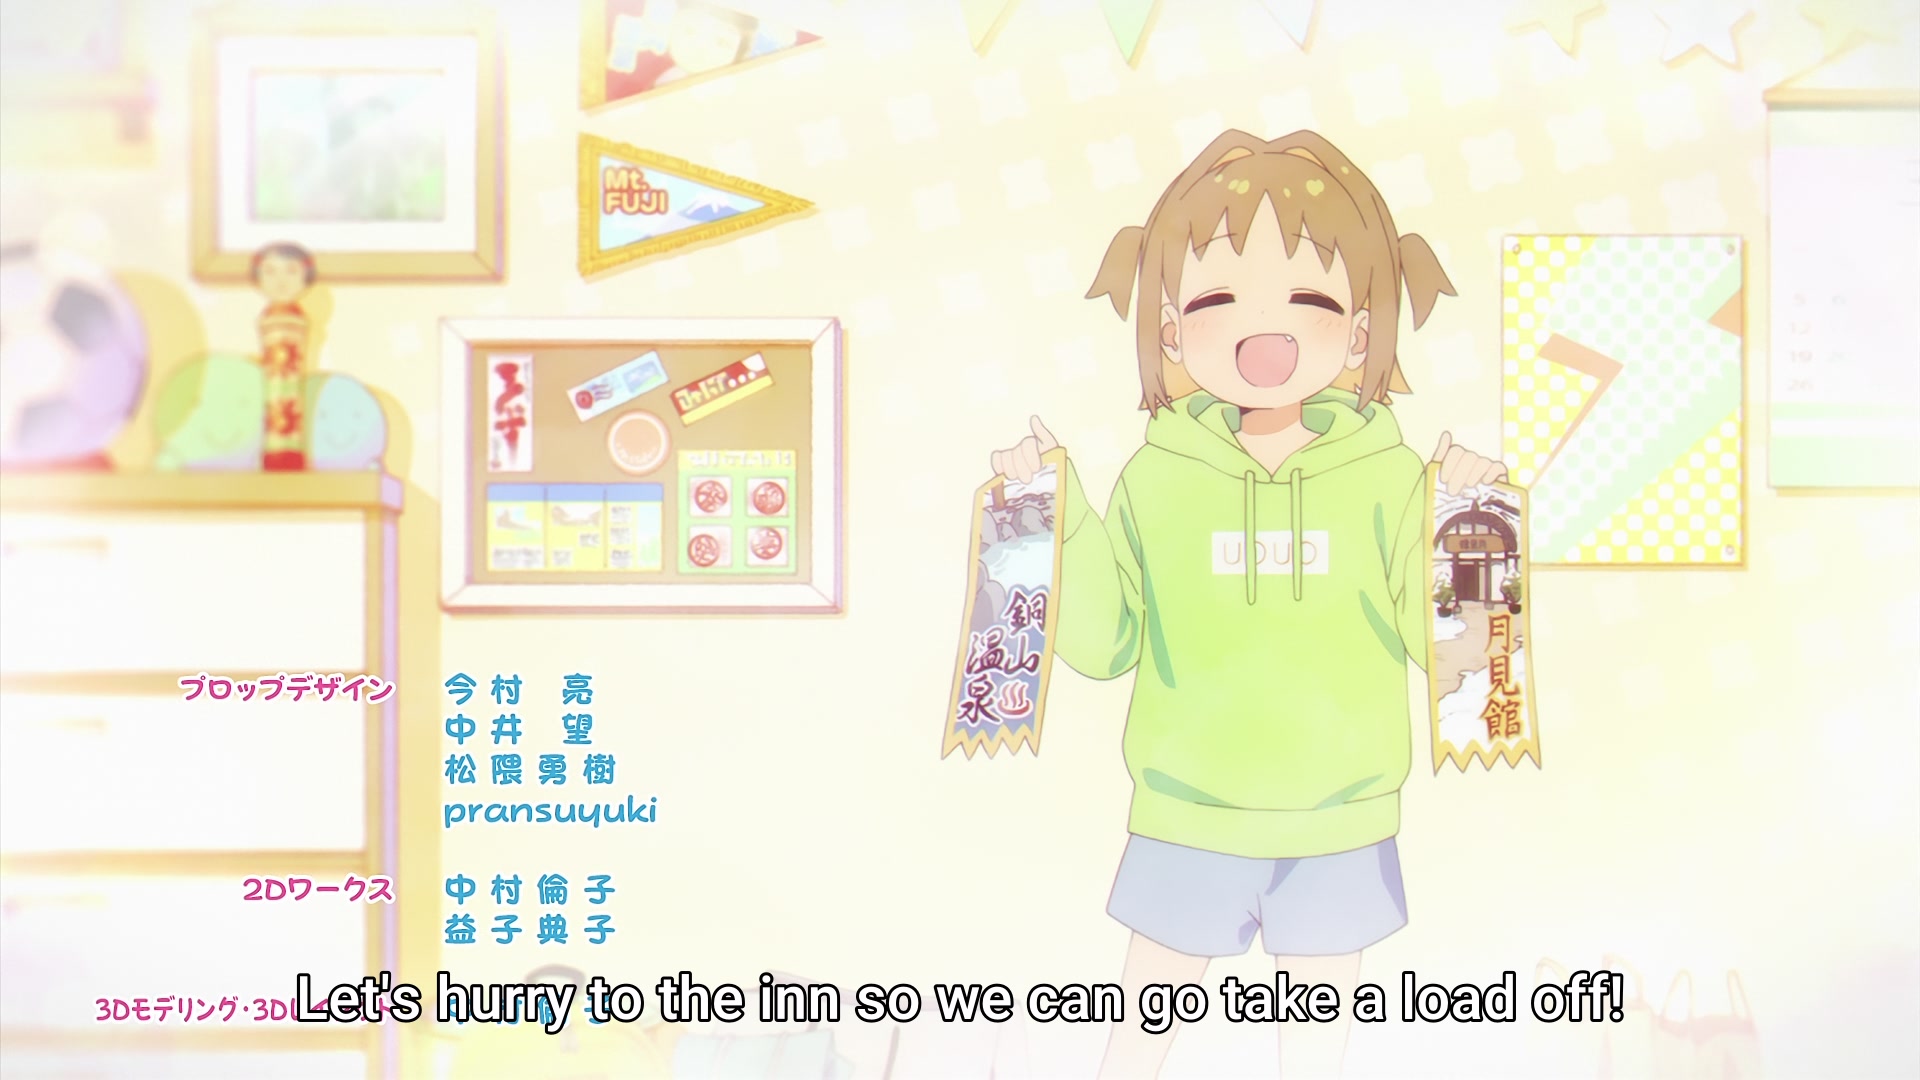 Mt.
FUJI
UOUO
銅山
温泉
月見館
プロップデザイン 今村 亮
中井 望
松隈勇樹
pransuyuki
2Dワークス 中村倫子
益子典子
Let's hurry to the inn so we can go take a load off!